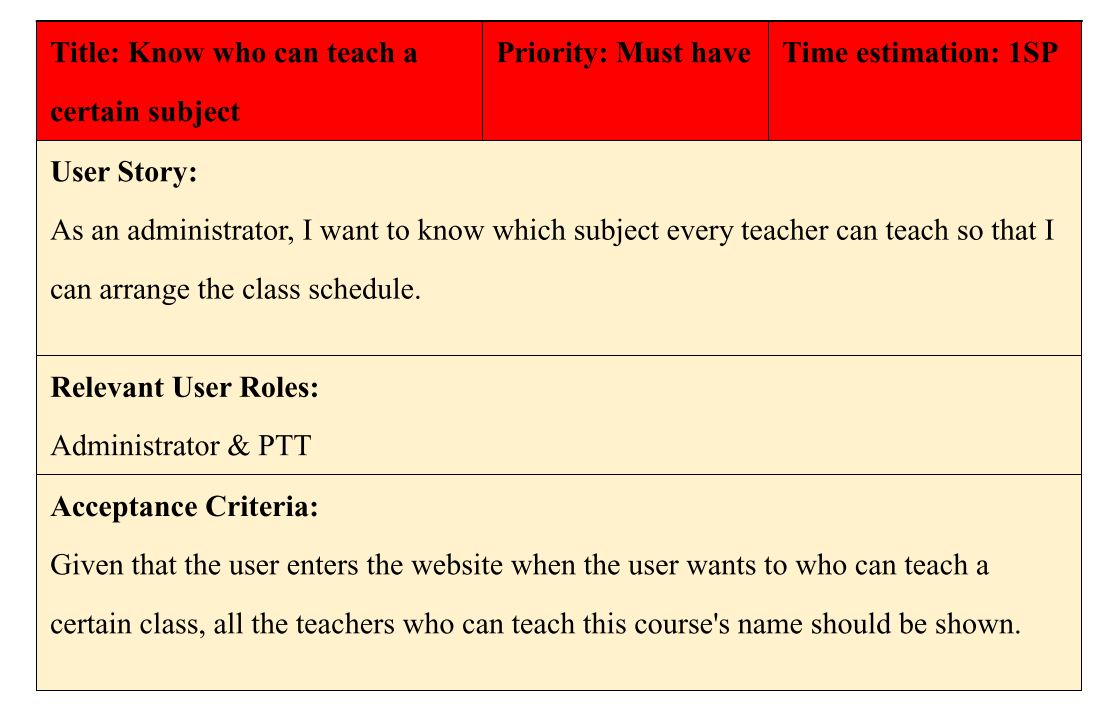 Title: Know who can teach a
certain subject
Priority: Must have
Time estimation: 1SP
User Story:
As an administrator, I want to know which subject every teacher can teach so that I
can arrange the class schedule.
Relevant User Roles:
Administrator & PTT
Acceptance Criteria:
Given that the user enters the website when the user wants to who can teach a
certain class, all the teachers who can teach this course's name should be shown.